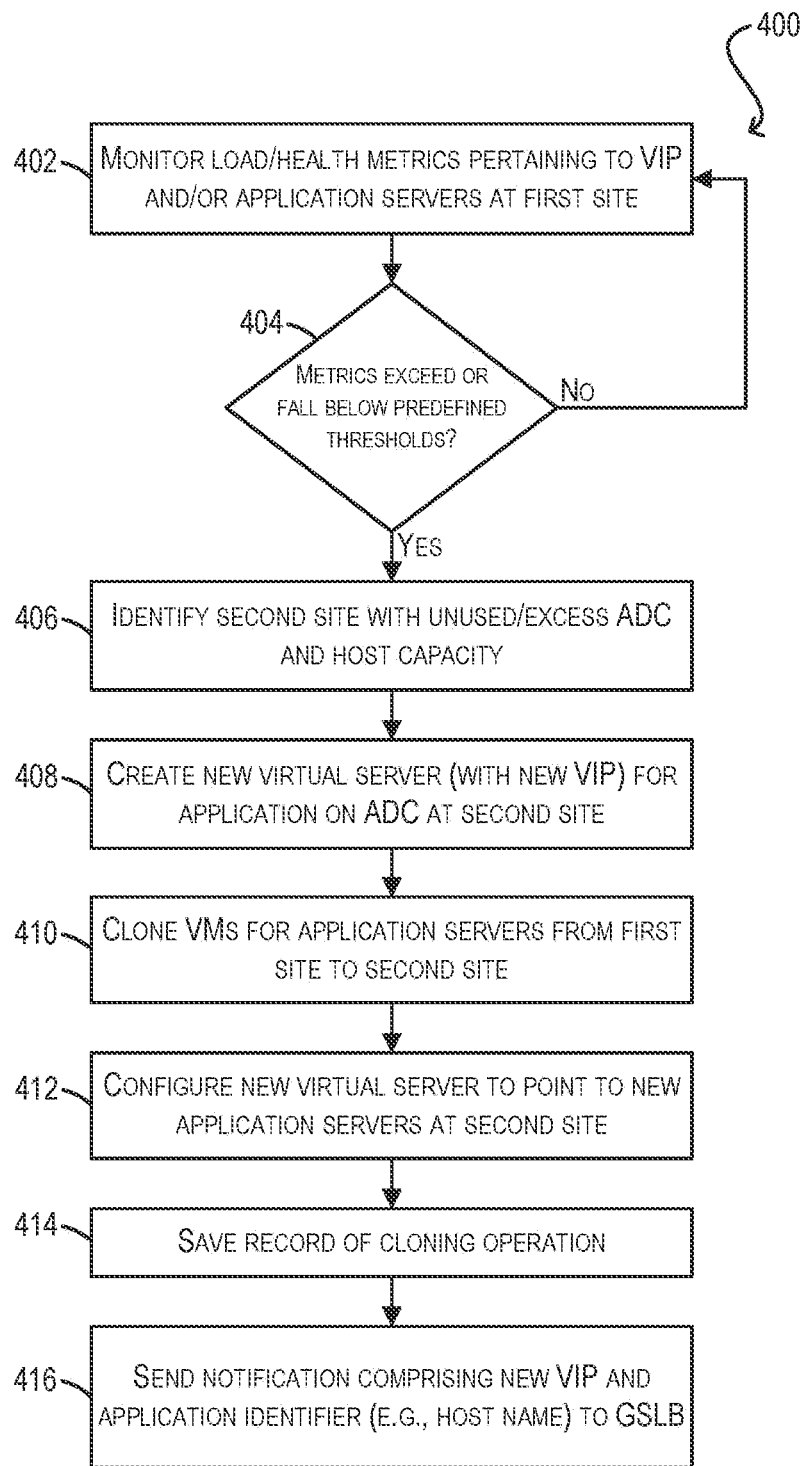 400
402
MONITOR LOAD/HEALTH METRICS PERTAINING TO VIP
AND/OR APPLICATION SERVERS AT FIRST SITE
404
METRICS EXCEED OR
FALL BELOW PREDEFINED
THRESHOLDS?
NO
YES
406
IDENTIFY SECOND SITE WITH UNUSED/EXCESS ADC
AND HOST CAPACITY
408
CREATE NEW VIRTUAL SERVER (WITH NEW VIP) FOR
APPLICATION ON ADC AT SECOND SITE
410
CLONE VMS FOR APPLICATION SERVERS FROM FIRST
SITE TO SECOND SITE
412
CONFIGURE NEW VIRTUAL SERVER TO POINT TO NEW
APPLICATION SERVERS AT SECOND SITE
414
SAVE RECORD OF CLONING OPERATION
416
SEND NOTIFICATION COMPRISING NEW VIP AND
APPLICATION IDENTIFIER (E.G., HOST NAME) TO GSLB